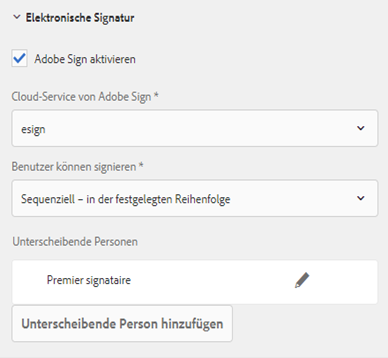 Elektronische Signatur
Adobe Sign aktivieren
Cloud-Service von Adobe Sign *
esign
Benutzer können signieren *
Sequenziell – in der festgelegten Reihenfolge
Unterscheibende Personen
Premier signataire
Unterscheibende Person hinzufügen